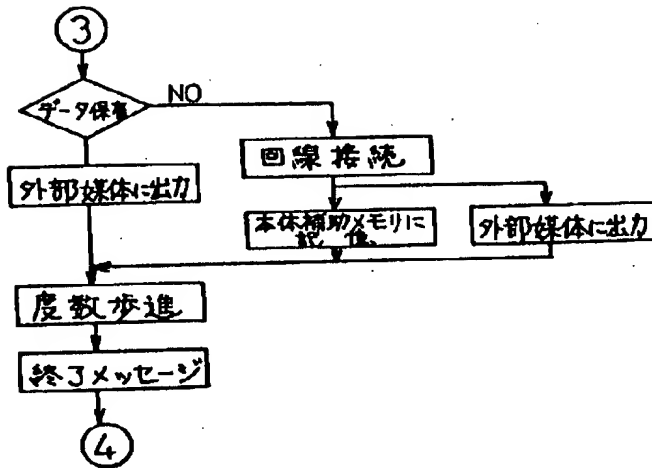 3
データ保存
NO
回線接続
外部媒体に出力
本体補助メモリに
記憶
外部媒体に出力
度数歩進
終了メッセージ
4